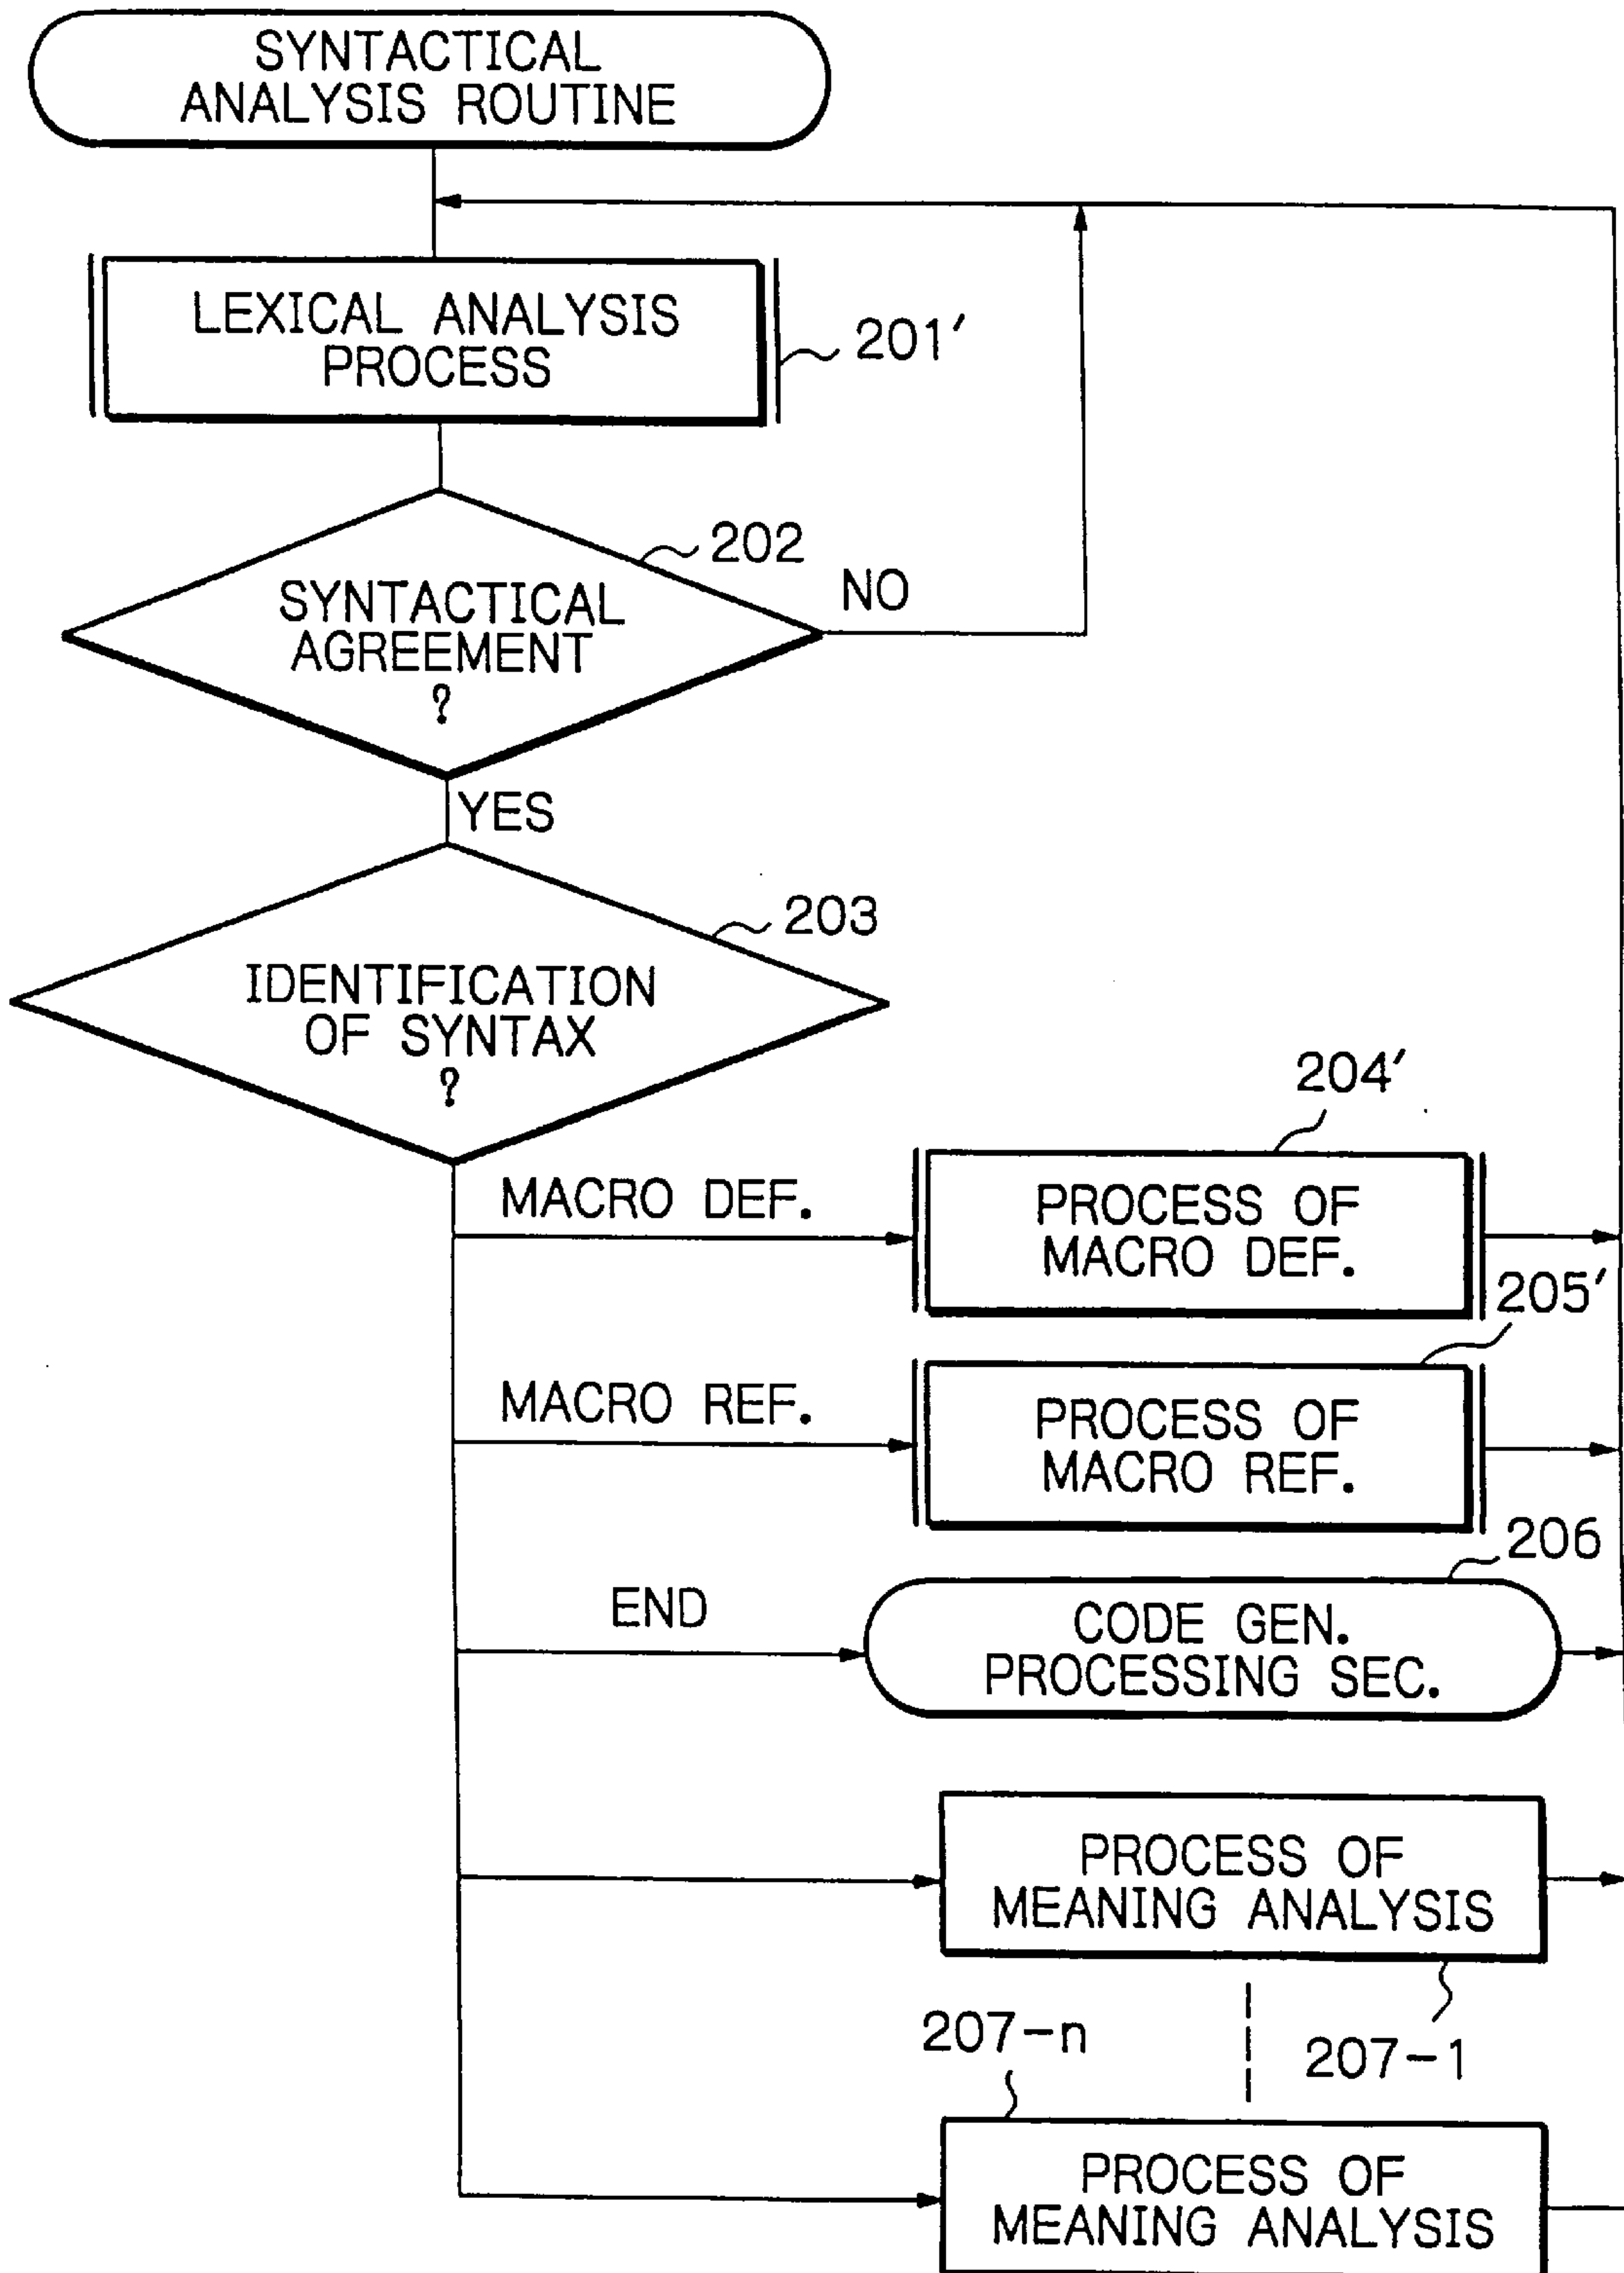 SYNTACTICAL
ANALYSIS ROUTINE
LEXICAL ANALYSIS
PROCESS
201′
202
SYNTACTICAL
AGREEMENT
?
NO
YES
203
IDENTIFICATION
OF SYNTAX
?
204′
MACRO DEF.
PROCESS OF
MACRO DEF.
205′
MACRO REF.
PROCESS OF
MACRO REF.
206
END
CODE GEN.
PROCESSING SEC.
PROCESS OF
MEANING ANALYSIS
207-n
207-1
PROCESS OF
MEANING ANALYSIS